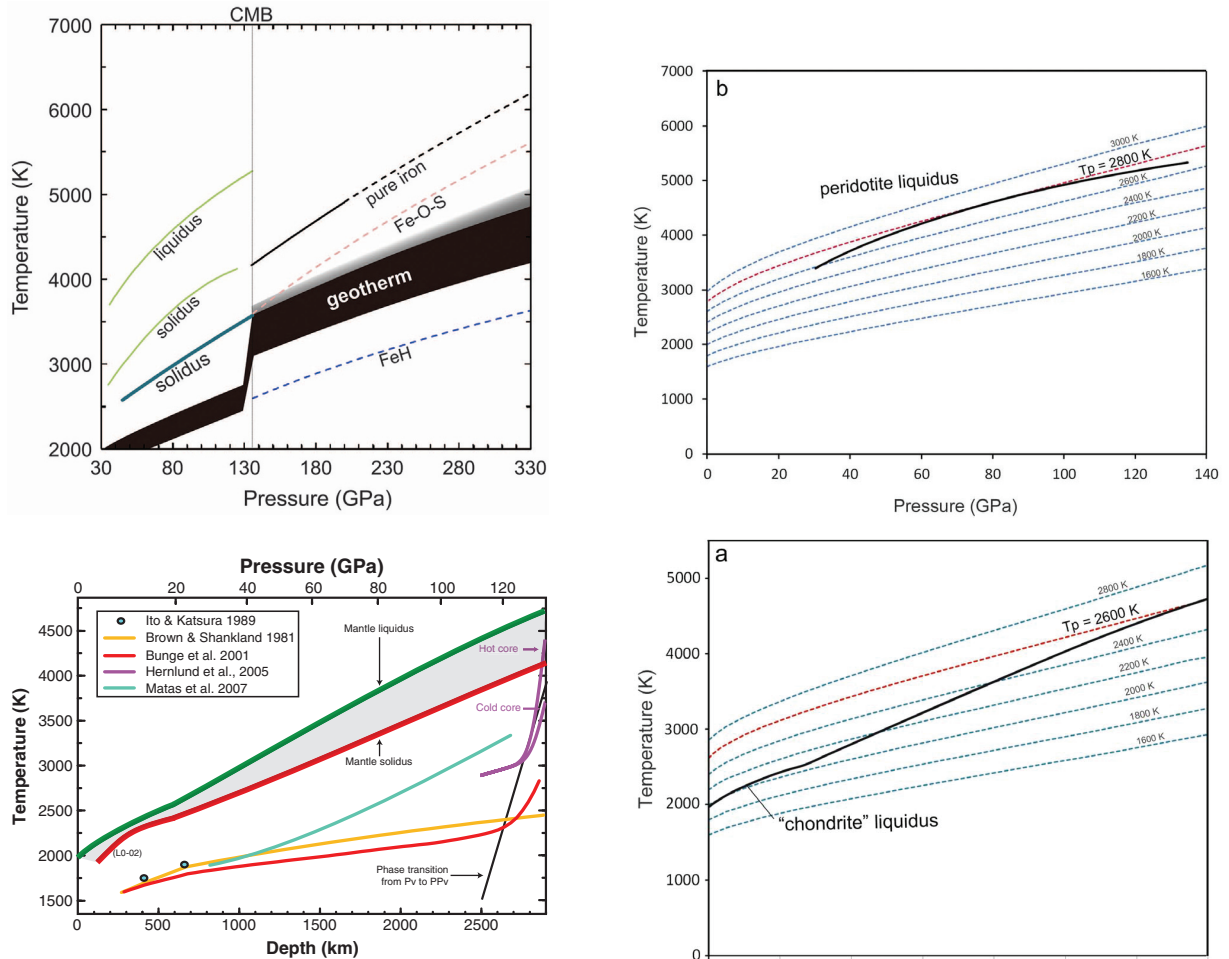 CMB
7000
6000
5000
4000
3000
2000
Temperature (K)
liquidus
solidus
solidus
pure iron
Fe-O-S
geotherm
FeH
30 80 130 180 230 280 330
Pressure (GPa)
b
7000
6000
5000
4000
3000
2000
1000
0
Temperature (K)
peridotite liquidus
3000 K
Tp = 2800 K
2600 K
2400 K
2200 K
2000 K
1800 K
1600 K
0 20 40 60 80 100 120 140
Pressure (GPa)
Pressure (GPa)
0 20 40 60 80 100 120
4500
4000
3500
3000
2500
2000
1500
Temperature (K)
Ito & Katsura 1989
Brown & Shankland 1981
Bunge et al. 2001
Hernlund et al., 2005
Matas et al. 2007
Mantle liquidus
Hot core
Cold core
Mantle solidus
(L0-02)
Phase transition
from Pv to PPv
0 500 1000 1500 2000 2500
Depth (km)
a
5000
4000
3000
2000
1000
0
Temperature (K)
2800 K
Tp = 2600 K
2400 K
2200 K
2000 K
1800 K
1600 K
“chondrite” liquidus